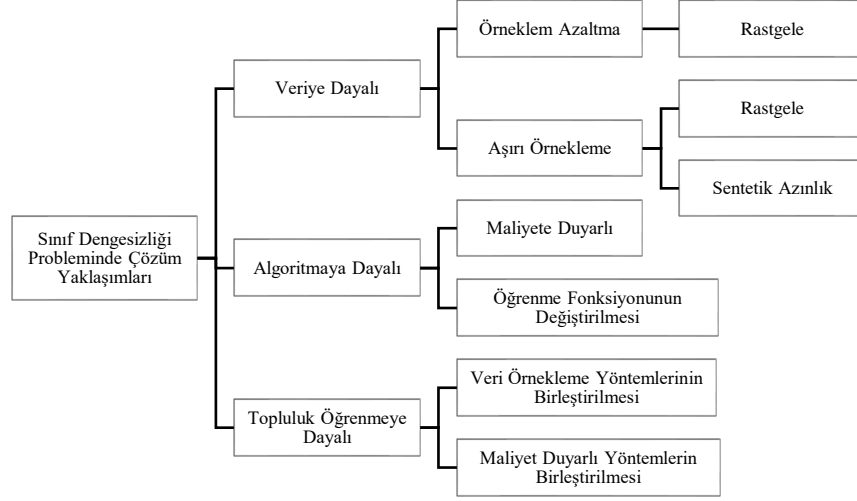 Sınıf Dengesizliği
Probleminde Çözüm
Yaklaşımları
Veriye Dayalı
Örneklem Azaltma
Rastgele
Aşırı Örnekleme
Rastgele
Sentetik Azınlık
Algoritmaya Dayalı
Maliyete Duyarlı
Öğrenme Fonksiyonunun
Değiştirilmesi
Topluluk Öğrenmeye
Dayalı
Veri Örnekleme Yöntemlerinin
Birleştirilmesi
Maliyet Duyarlı Yöntemlerin
Birleştirilmesi